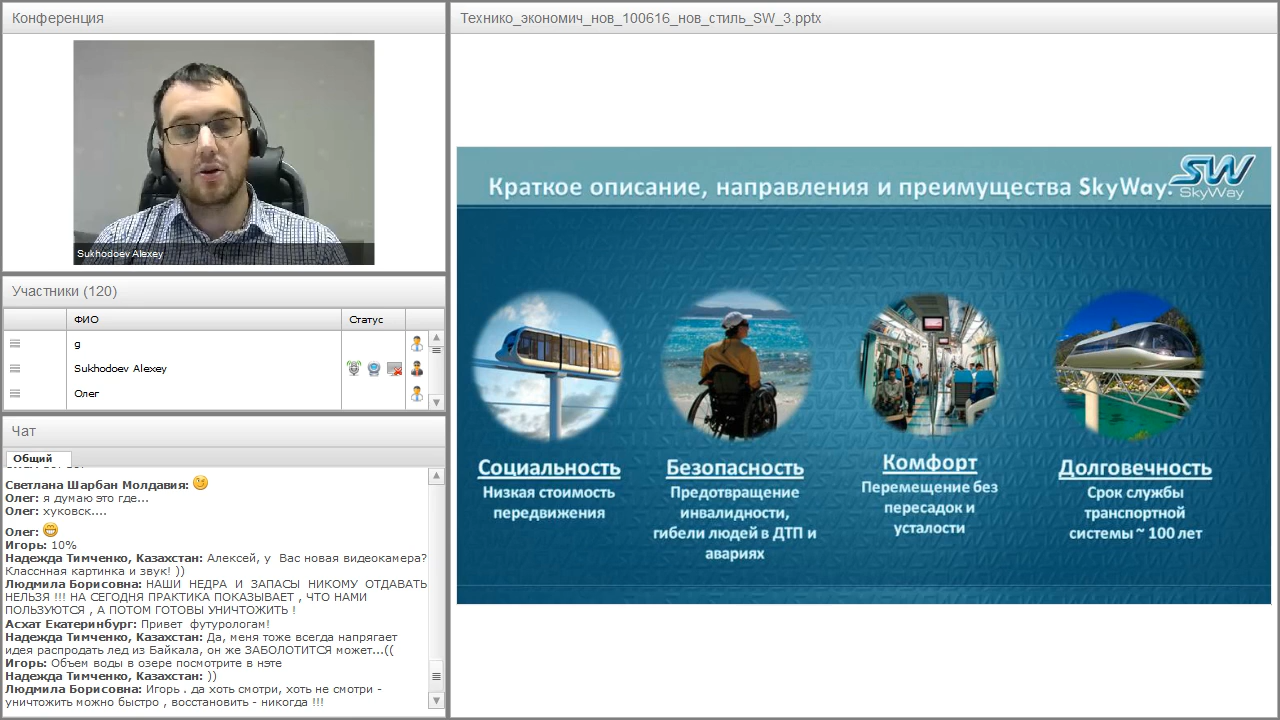 Конференция
Sukhodoev Alexey
Участники (120)
ФИО
Статус
g
Sukhodoev Alexey
Олег
Чат
Общий
Светлана Шарбан Молдавия:
Олег: я думаю это где...
Олег: хуковск....
Олег:
Игорь: 10%
Надежда Тимченко, Казахстан: Алексей, у Вас новая видеокамера?
Класнная картинка и звук! ))
Людмила Борисовна: НАШИ НЕДРА И ЗАПАСЫ НИКОМУ ОТДАВАТЬ
НЕЛЬЗЯ !!! НА СЕГОДНЯ ПРАКТИКА ПОКАЗЫВАЕТ , ЧТО НАМИ
ПОЛЬЗУЮТСЯ , А ПОТОМ ГОТОВЫ УНИЧТОЖИТЬ !
Асхат Екатеринбург: Привет футурологам!
Надежда Тимченко, Казахстан: Да, меня тоже всегда напрягает
идея распродать лед из Байкала, он же ЗАБОЛОТИТСЯ может...((
Игорь: Объем воды в озере посмотрите в нэте
Надежда Тимченко, Казахстан: ))
Людмила Борисовна: Игорь . да хоть смотри, хоть не смотри -
уничтожить можно быстро , восстановить - никогда !!!
Технико_экономич_нов_100616_нов_стиль_SW_3.pptx
Краткое описание, направления и преимущества SkyWay.
SW
SkyWay
Социальность
Низкая стоимость
передвижения
Безопасность
Предотвращение
инвалидности,
гибели людей в ДТП и
авариях
Комфорт
Перемещение без
пересадок и
усталости
Долговечность
Срок службы
транспортной
системы ~ 100 лет